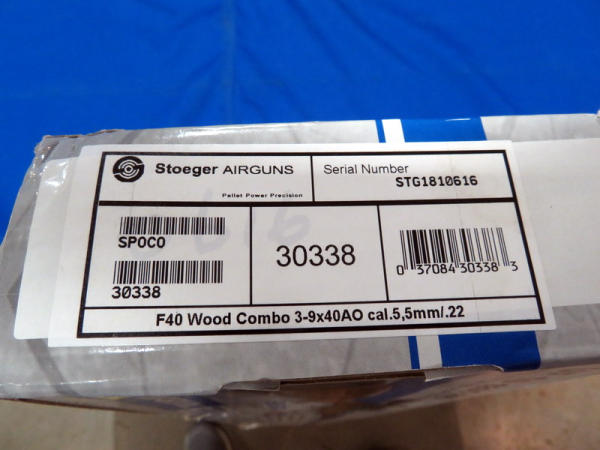 Stoeger AIRGUNS
Pellet Power Precision
Serial Number
STG1810616
SPOCO
30338
30338
0 37084 30338 3
F40 Wood Combo 3-9x40AO cal.5,5mm/.22